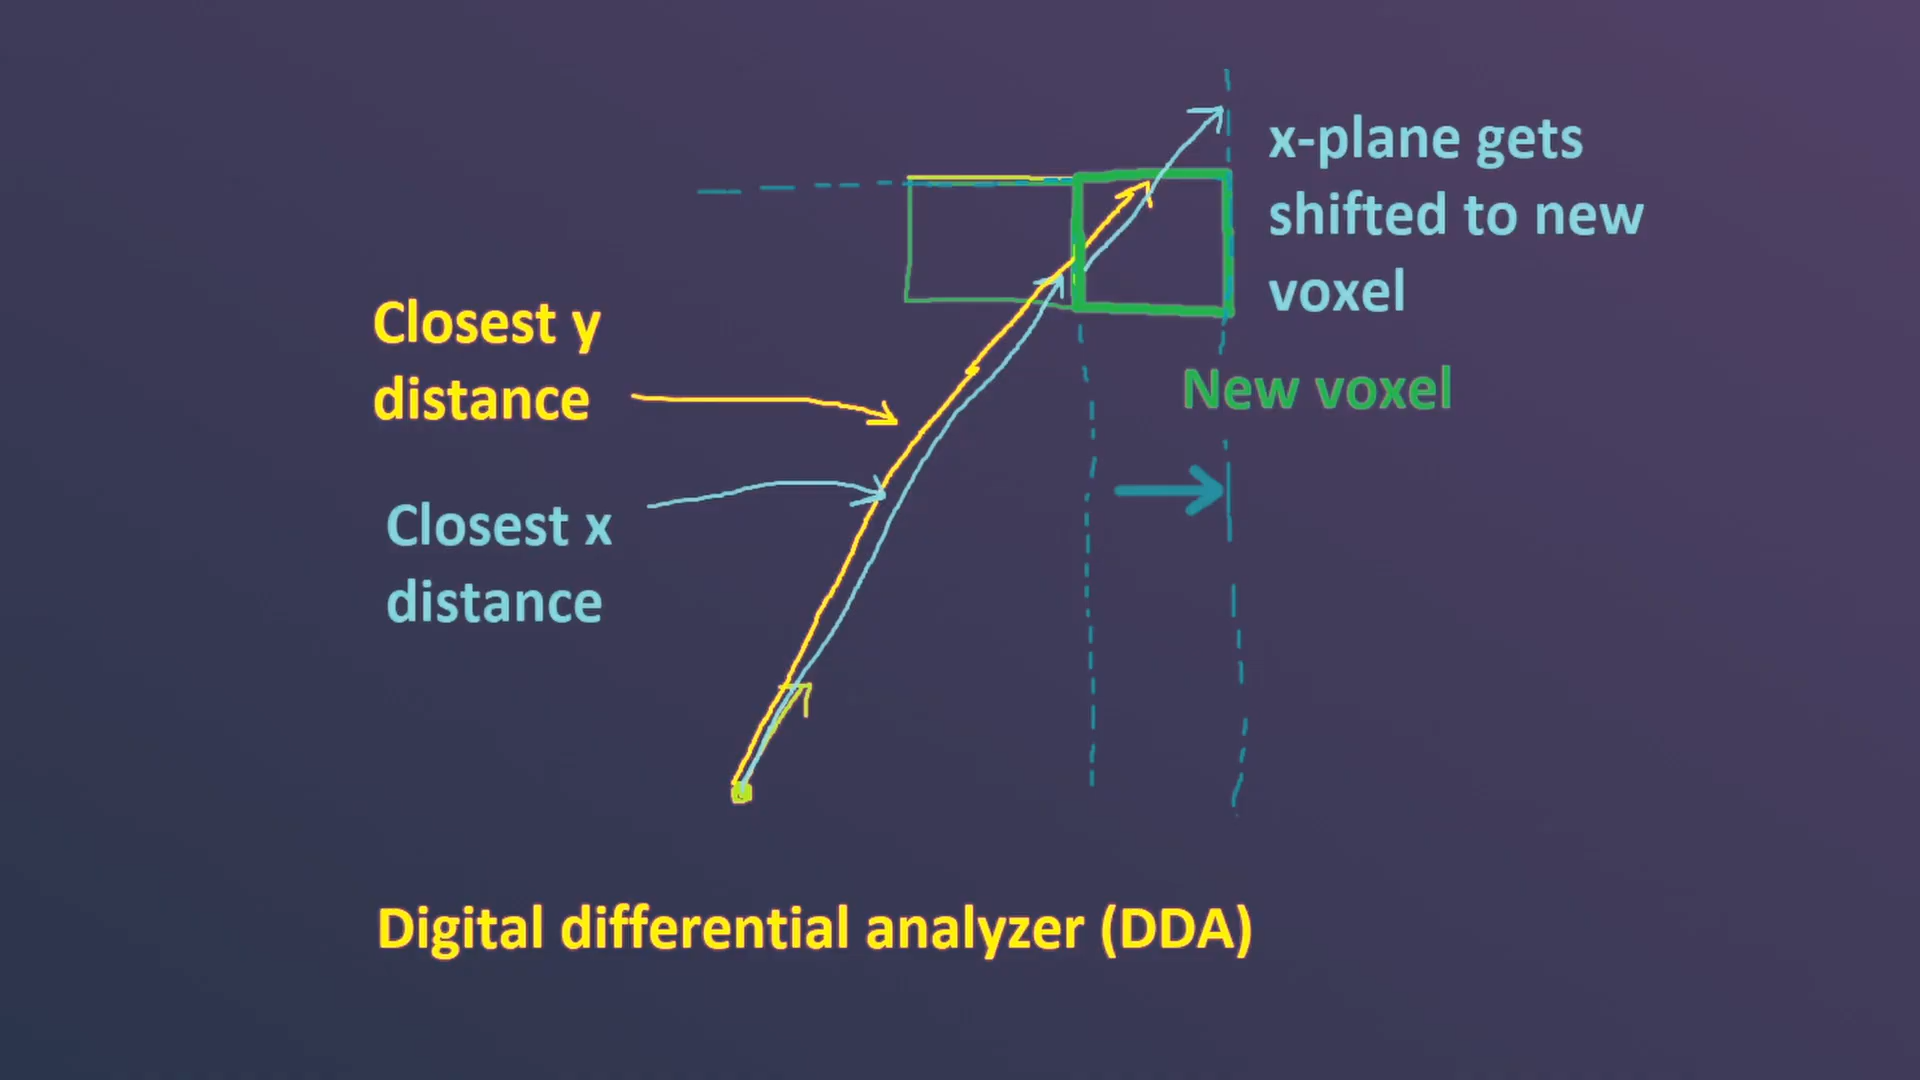 x-plane gets
shifted to new
voxel
Closest y
distance
New voxel
Closest x
distance
Digital differential analyzer (DDA)